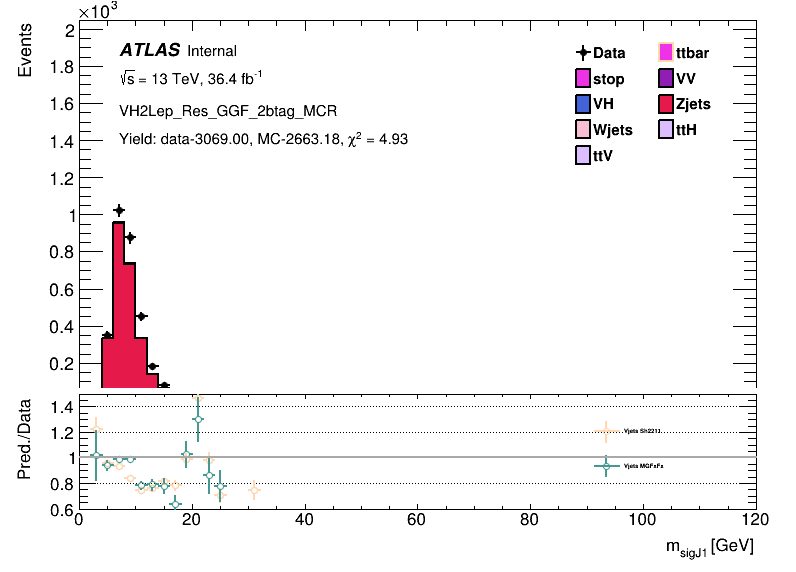 ×10³
Events
2
1.8
1.6
1.4
1.2
1
0.8
0.6
0.4
0.2
ATLAS Internal
√s = 13 TeV, 36.4 fb⁻¹
VH2Lep_Res_GGF_2btag_MCR
Yield: data-3069.00, MC-2663.18, χ² = 4.93
Data
ttbar
stop
VV
VH
Zjets
Wjets
ttH
ttV
Pred./Data
1.4
1.2
1
0.8
0.6
Vjets Sh2211
Vjets MGFxFx
0 20 40 60 80 100 120
m_sigJ1 [GeV]